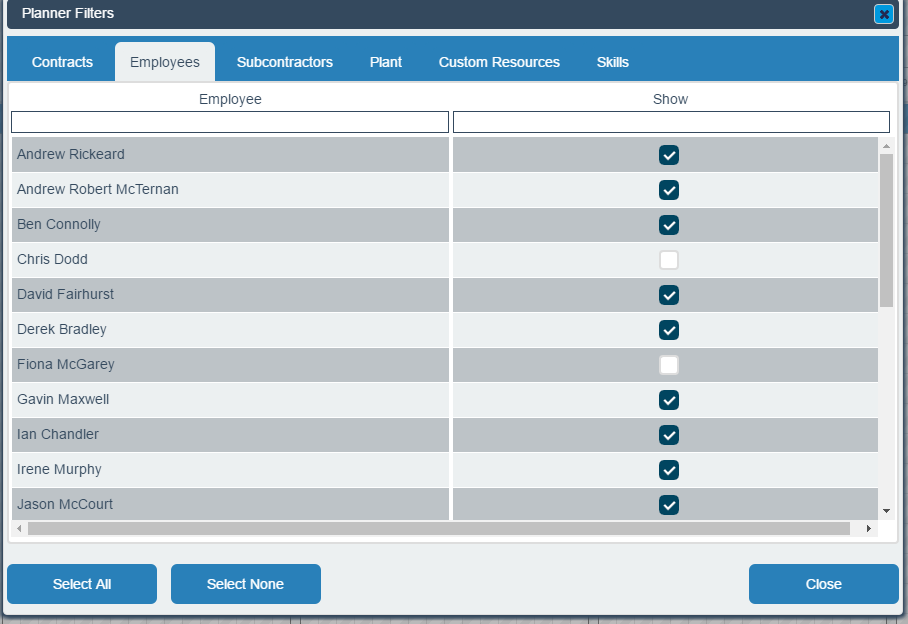 Planner Filters
Contracts Employees Subcontractors Plant Custom Resources Skills
Employee Show
Andrew Rickeard
Andrew Robert McTernan
Ben Connolly
Chris Dodd
David Fairhurst
Derek Bradley
Fiona McGarey
Gavin Maxwell
Ian Chandler
Irene Murphy
Jason McCourt
Select All Select None Close